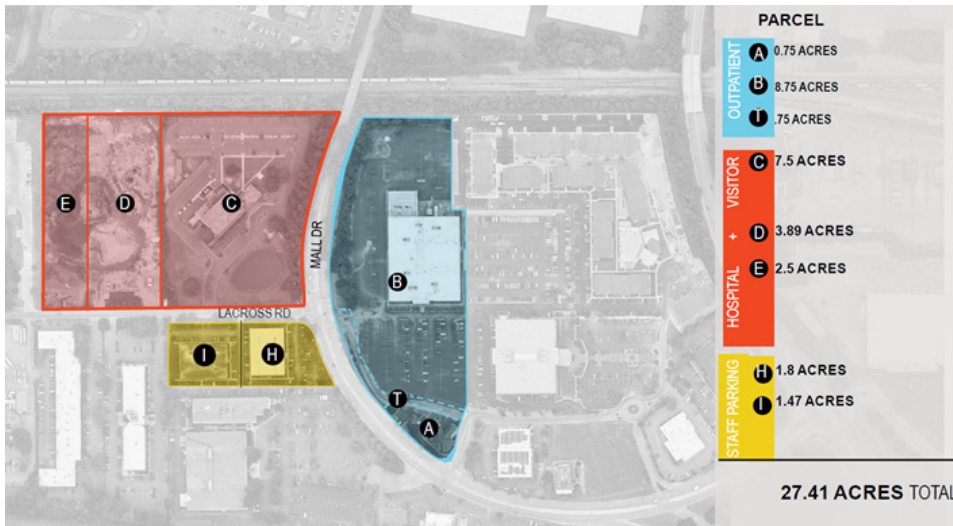 PARCEL
OUTPATIENT
A 0.75 ACRES
B 8.75 ACRES
T .75 ACRES
HOSPITAL + VISITOR
C 7.5 ACRES
D 3.89 ACRES
E 2.5 ACRES
STAFF PARKING
H 1.8 ACRES
I 1.47 ACRES
27.41 ACRES TOTAL
E
D
C
MALL DR
B
LACROSS RD
I
H
T
A